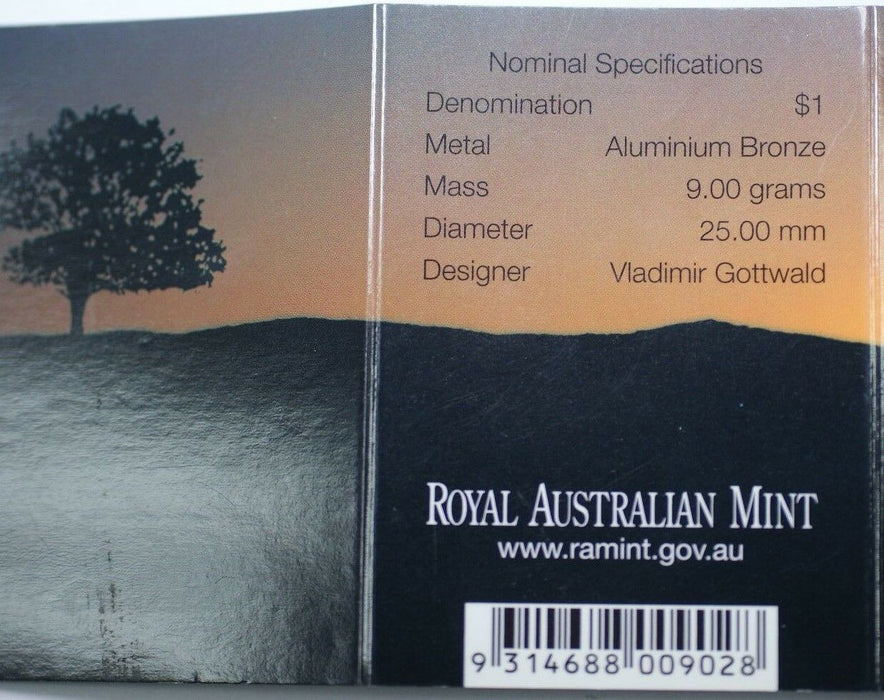 Nominal Specifications
Denomination $1
Metal Aluminium Bronze
Mass 9.00 grams
Diameter 25.00 mm
Designer Vladimir Gottwald
ROYAL AUSTRALIAN MINT
www.ramint.gov.au
9 314688 009028